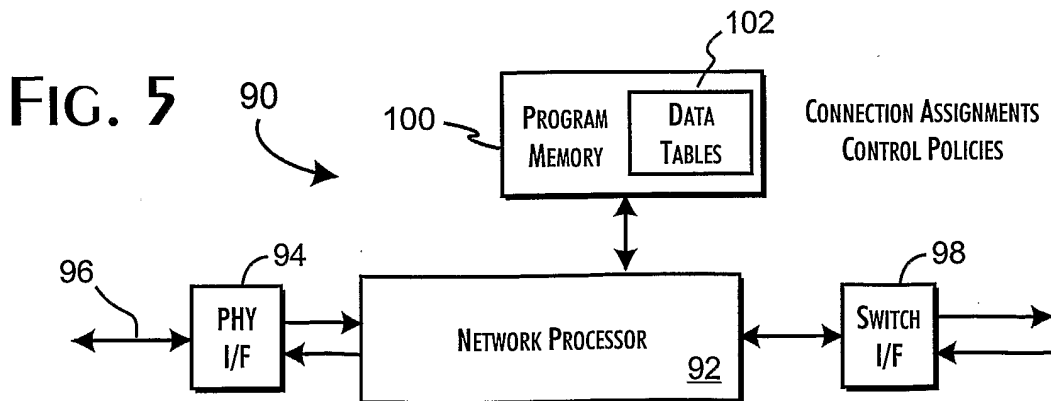 FIG. 5
90
102
100
PROGRAM
MEMORY
DATA
TABLES
CONNECTION ASSIGNMENTS
CONTROL POLICIES
96
94
PHY
I/F
NETWORK PROCESSOR
92
98
SWITCH
I/F